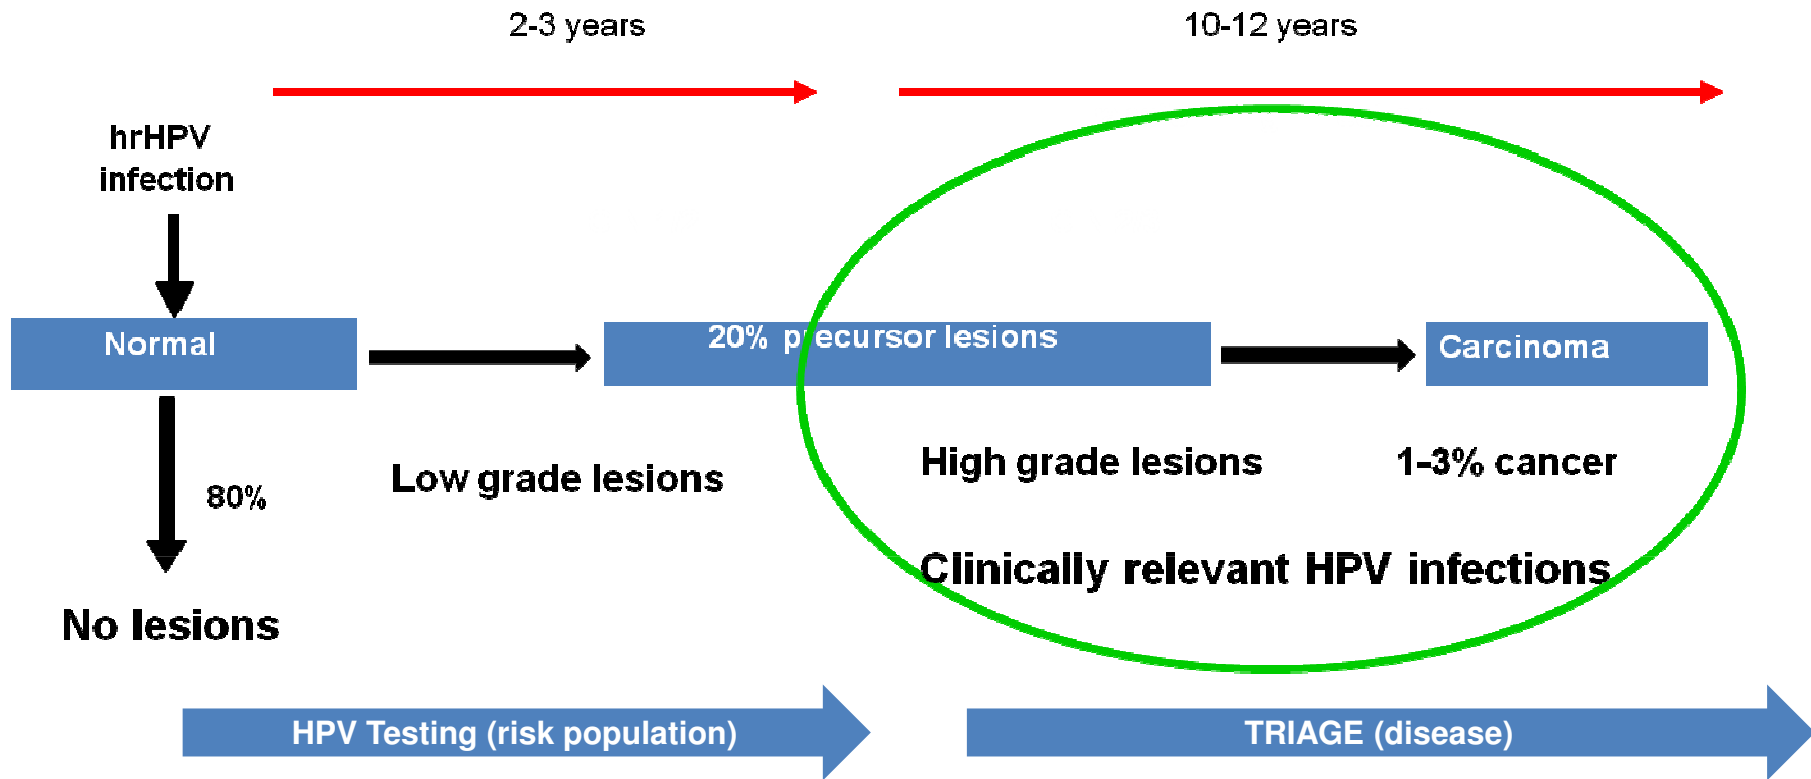 2-3 years
10-12 years
hrHPV
infection
Normal
20% precursor lesions
Carcinoma
80%
Low grade lesions
High grade lesions
1-3% cancer
Clinically relevant HPV infections
No lesions
HPV Testing (risk population)
TRIAGE (disease)